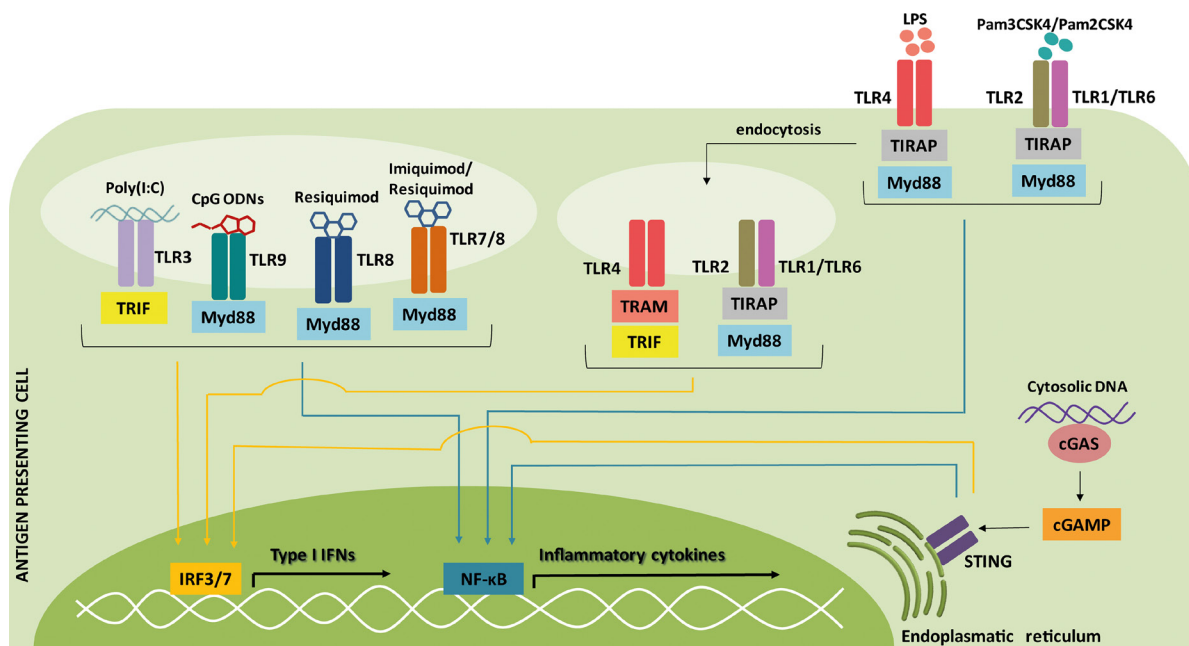 LPS
Pam3CSK4/Pam2CSK4
TLR4
TLR2
TLR1/TLR6
TIRAP
TIRAP
Myd88
Myd88
endocytosis
Poly(I:C)
CpG ODNs
Resiquimod
Imiquimod/
Resiquimod
TLR3
TLR9
TLR8
TLR7/8
TRIF
Myd88
Myd88
Myd88
TLR4
TLR2
TLR1/TLR6
TRAM
TIRAP
TRIF
Myd88
ANTIGEN PRESENTING CELL
Cytosolic DNA
cGAS
cGAMP
STING
Endoplasmatic reticulum
Type I IFNs
Inflammatory cytokines
IRF3/7
NF-κB